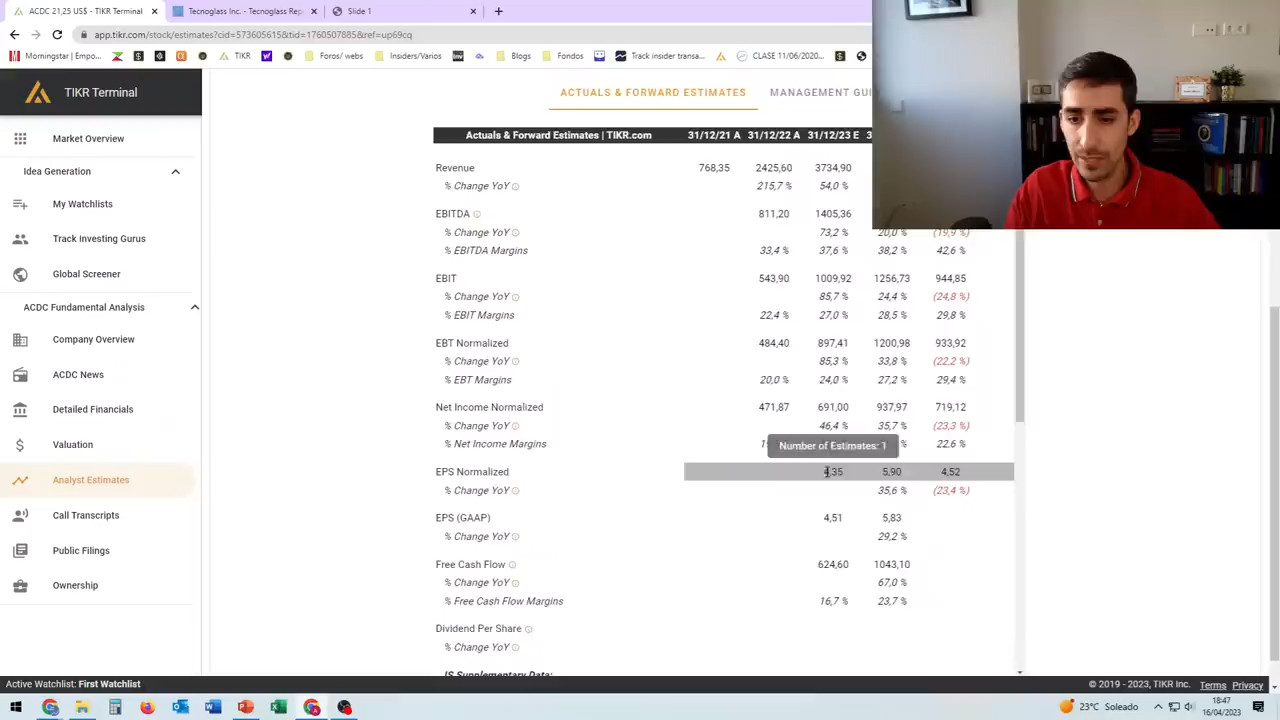 ACDC 21,25 US$ - TIKR Terminal
Tecnoglass Inc. - Tecnoglass Rep
Slide 1
app.tikr.com/stock/estimates?cid=573605615&tid=1760507885&ref=up69cq
Morningstar | Empo...
TIKR
Foros/ webs
Insiders/Varios
Blogs
Fondos
Track insider transa...
CLASE 11/06/2020...
TIKR Terminal
Market Overview
Idea Generation
My Watchlists
Track Investing Gurus
Global Screener
ACDC Fundamental Analysis
Company Overview
ACDC News
Detailed Financials
Valuation
Analyst Estimates
Call Transcripts
Public Filings
Ownership
Active Watchlist: First Watchlist
ACTUALS & FORWARD ESTIMATES MANAGEMENT GUI
Actuals & Forward Estimates | TIKR.com 31/12/21 A 31/12/22 A 31/12/23 E
Revenue 768,35 2425,60 3734,90
% Change YoY 215,7 % 54,0 %
EBITDA 811,20 1405,36
% Change YoY 73,2 % 20,0 % (19,9 %)
% EBITDA Margins 33,4 % 37,6 % 38,2 % 42,6 %
EBIT 543,90 1009,92 1256,73 944,85
% Change YoY 85,7 % 24,4 % (24,8 %)
% EBIT Margins 22,4 % 27,0 % 28,5 % 29,8 %
EBT Normalized 484,40 897,41 1200,98 933,92
% Change YoY 85,3 % 33,8 % (22,2 %)
% EBT Margins 20,0 % 24,0 % 27,2 % 29,4 %
Net Income Normalized 471,87 691,00 937,97 719,12
% Change YoY 46,4 % 35,7 % (23,3 %)
% Net Income Margins 22,6 %
Number of Estimates: 1
EPS Normalized 4,35 5,90 4,52
% Change YoY 35,6 % (23,4 %)
EPS (GAAP) 4,51 5,83
% Change YoY 29,2 %
Free Cash Flow 624,60 1043,10
% Change YoY 67,0 %
% Free Cash Flow Margins 16,7 % 23,7 %
Dividend Per Share
% Change YoY
IS Supplementary Data:
© 2019 - 2023, TIKR Inc. Terms Privacy
23°C Soleado
18:47
16/04/2023